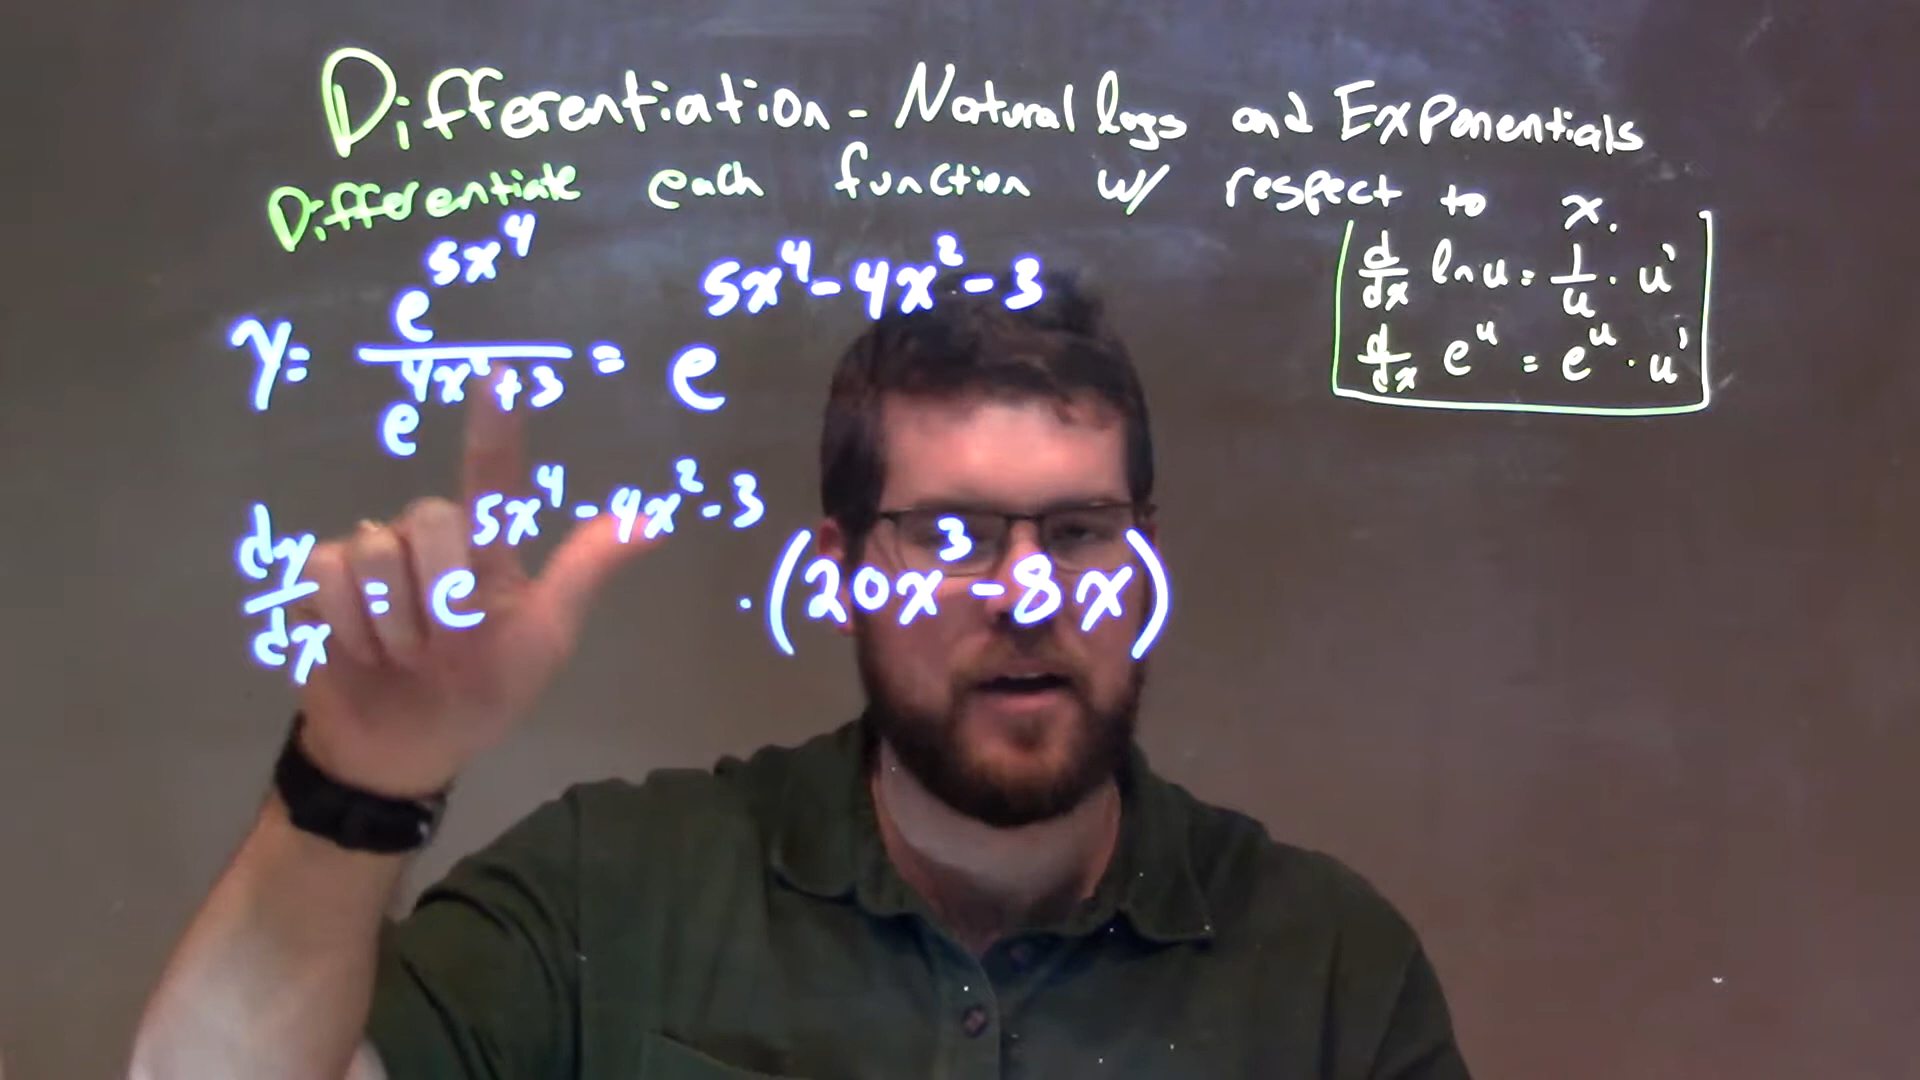 Differentiation - Natural logs and Exponentials
Differentiate each function w/ respect to x.
y = e^{5x^4} / e^{4x^2+3} = e^{5x^4-4x^2-3}
dy/dx = e^{5x^4-4x^2-3} · (20x^3-8x)
d/dx ln u = 1/u · u'
d/dx e^u = e^u · u'